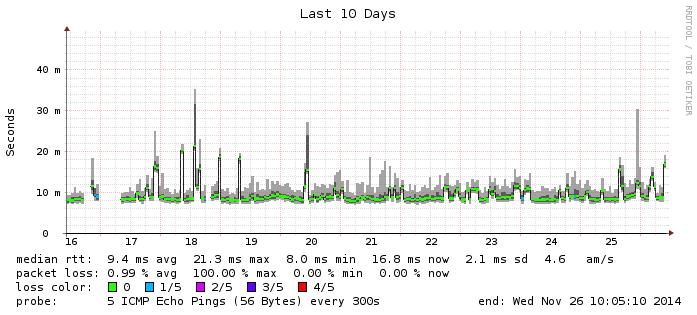 Last 10 Days
RRDTOOL / TOBI OETIKER
Seconds
40 m
30 m
20 m
10 m
0
16 17 18 19 20 21 22 23 24 25
median rtt: 9.4 ms avg 21.3 ms max 8.0 ms min 16.8 ms now 2.1 ms sd 4.6 am/s
packet loss: 0.99 % avg 100.00 % max 0.00 % min 0.00 % now
loss color: 0 1/5 2/5 3/5 4/5
probe: 5 ICMP Echo Pings (56 Bytes) every 300s end: Wed Nov 26 10:05:10 2014